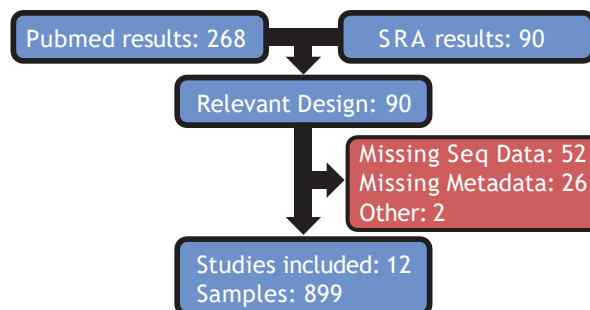 Pubmed results: 268
SRA results: 90
Relevant Design: 90
Missing Seq Data: 52
Missing Metadata: 26
Other: 2
Studies included: 12
Samples: 899